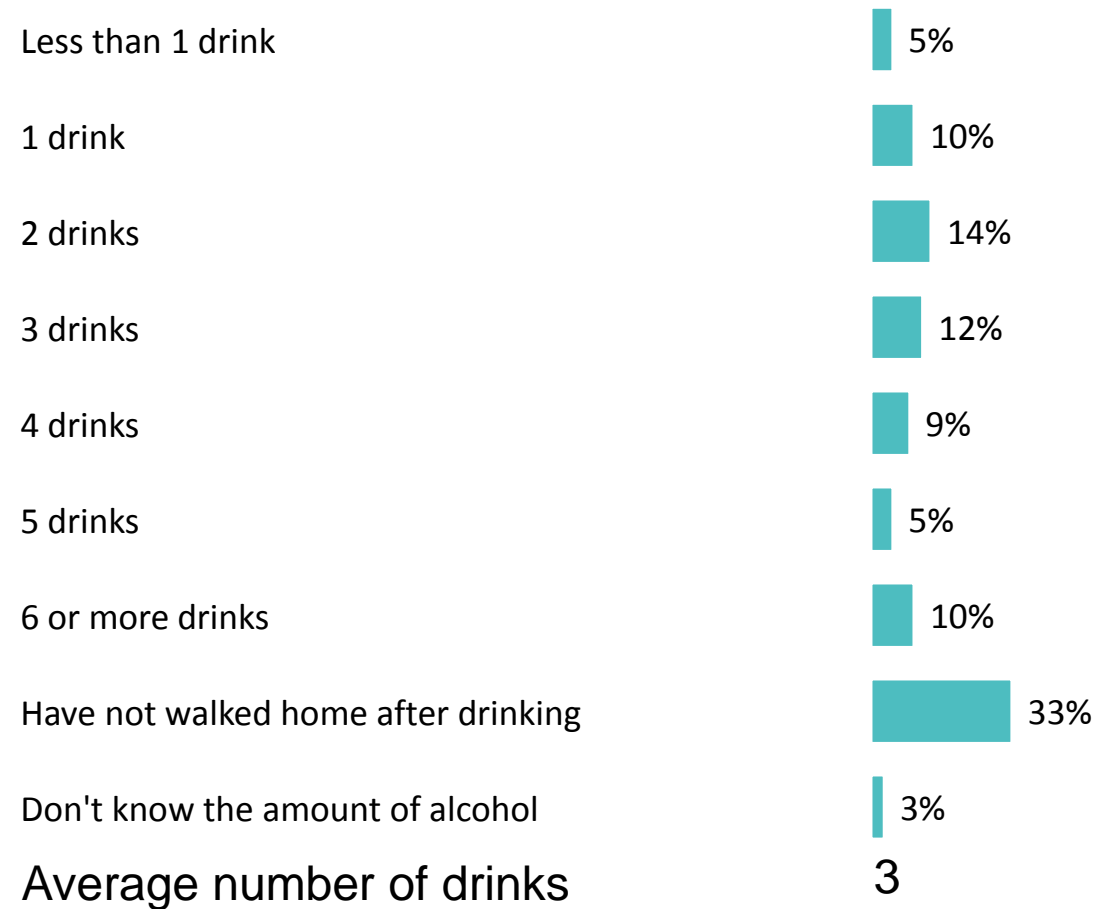 Less than 1 drink 5%
1 drink 10%
2 drinks 14%
3 drinks 12%
4 drinks 9%
5 drinks 5%
6 or more drinks 10%
Have not walked home after drinking 33%
Don't know the amount of alcohol 3%
Average number of drinks 3